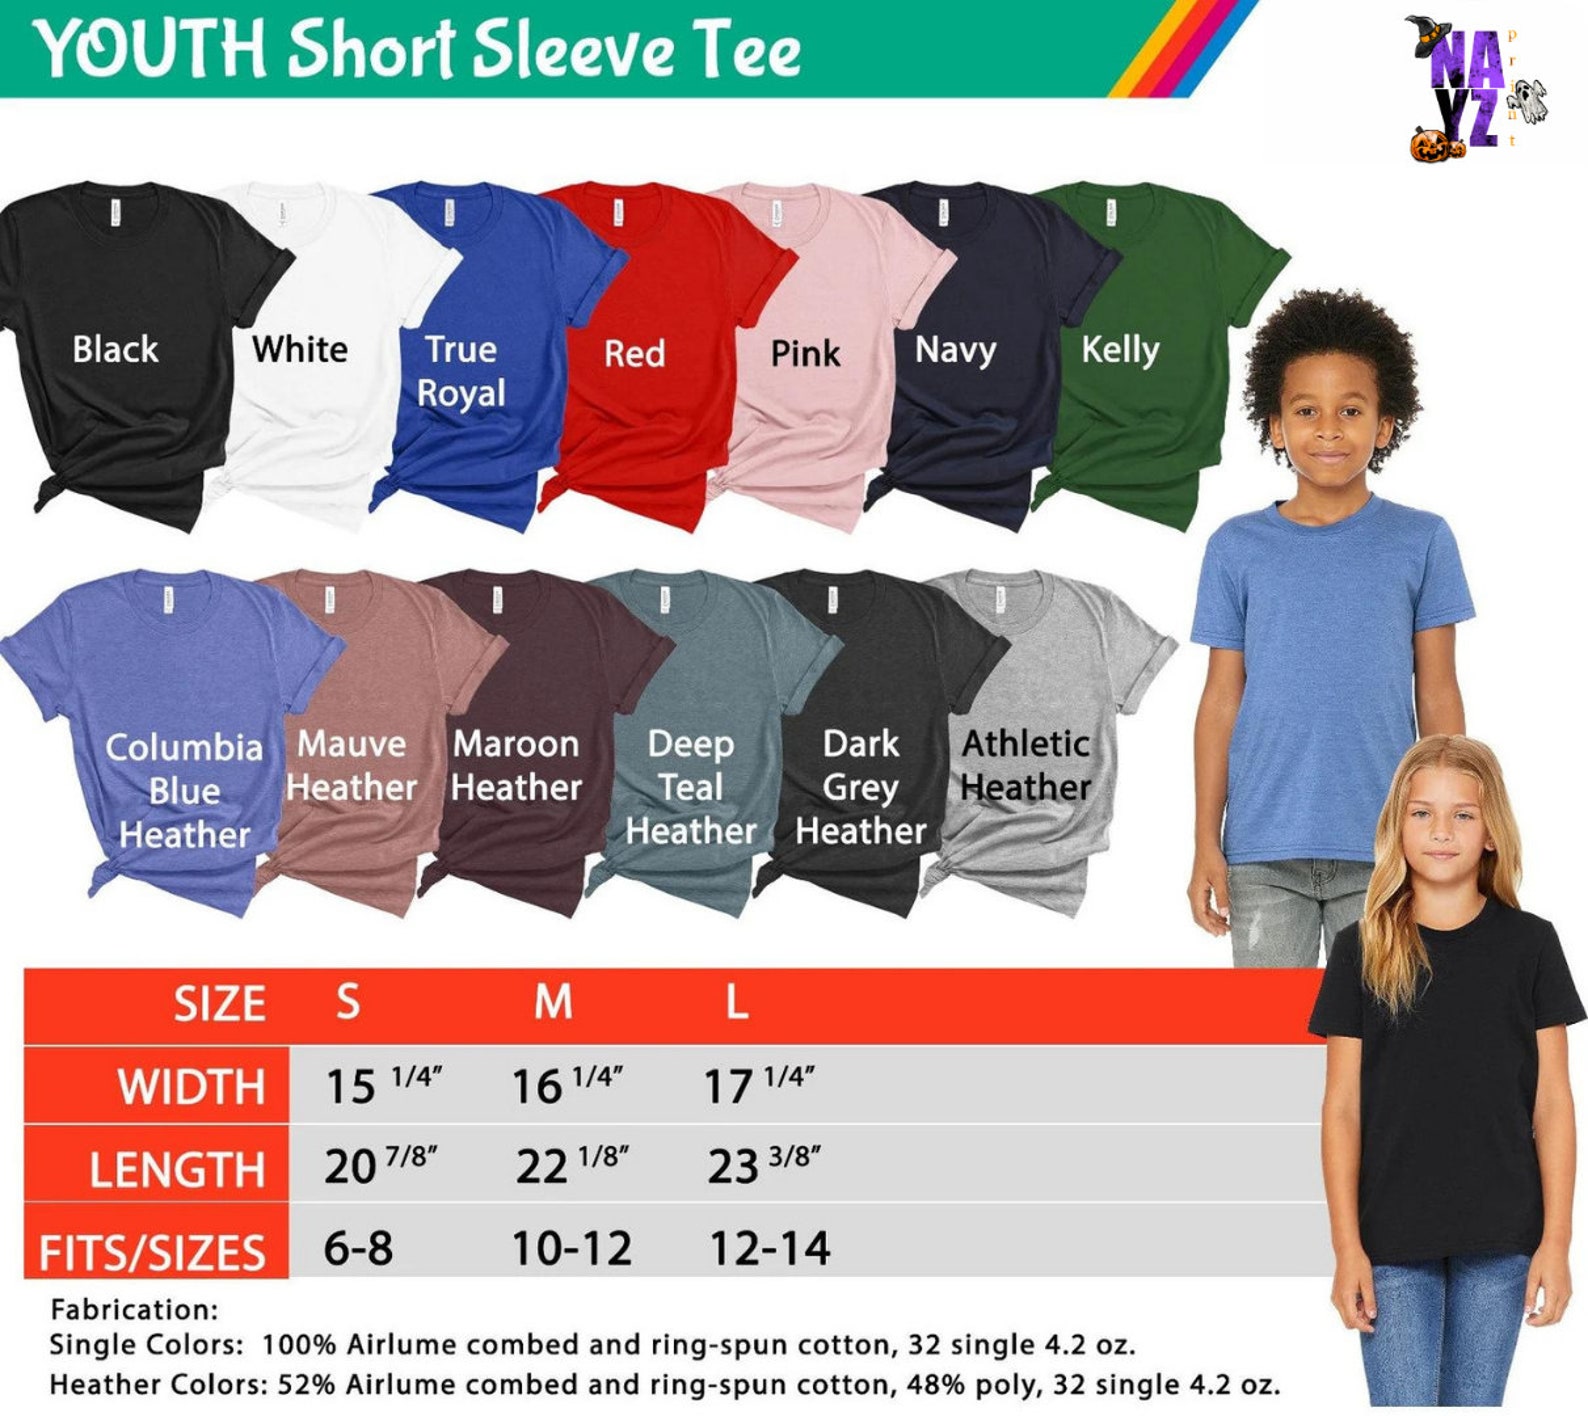 YOUTH Short Sleeve Tee
NA
YZ
print
Black
White
True
Royal
Red
Pink
Navy
Kelly
Columbia
Blue
Heather
Mauve
Heather
Maroon
Heather
Deep
Teal
Heather
Dark
Grey
Heather
Athletic
Heather
SIZE S M L
WIDTH 15 1/4" 16 1/4" 17 1/4"
LENGTH 20 7/8" 22 1/8" 23 3/8"
FITS/SIZES 6-8 10-12 12-14
Fabrication:
Single Colors: 100% Airlume combed and ring-spun cotton, 32 single 4.2 oz.
Heather Colors: 52% Airlume combed and ring-spun cotton, 48% poly, 32 single 4.2 oz.